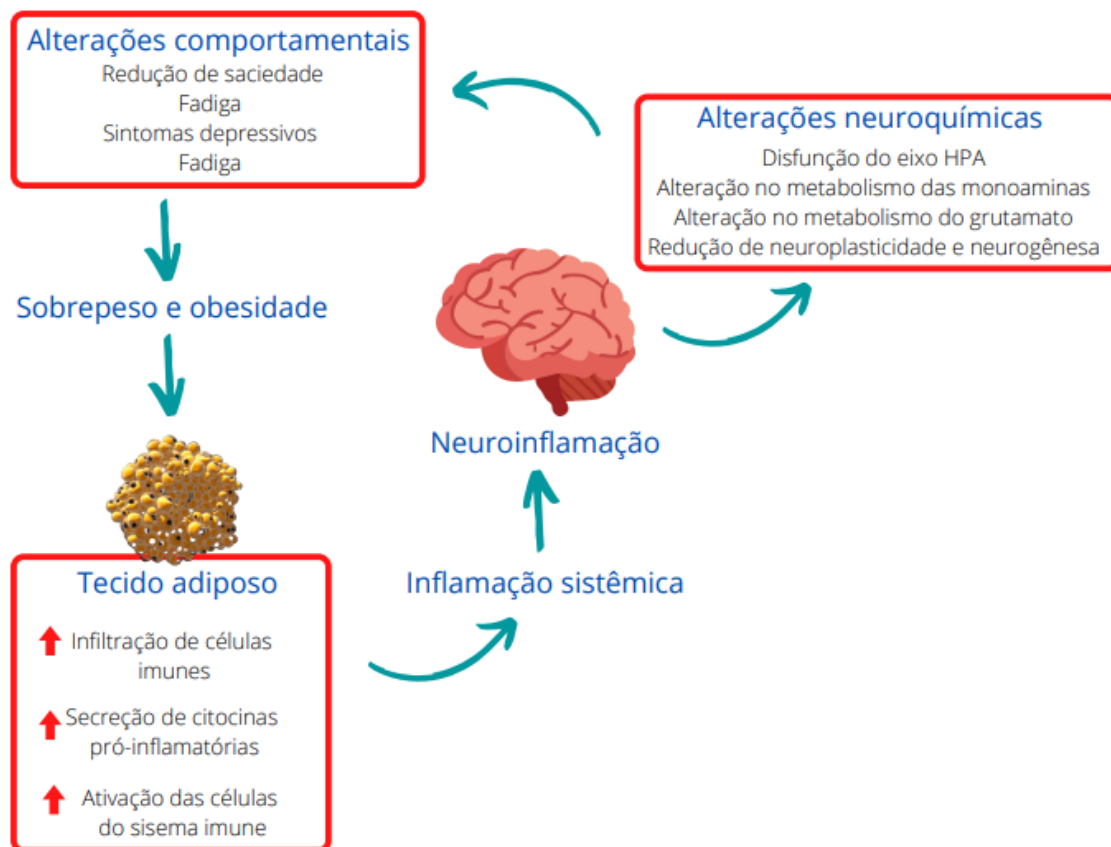 Alterações comportamentais
Redução de saciedade
Fadiga
Sintomas depressivos
Fadiga
Alterações neuroquímicas
Disfunção do eixo HPA
Alteração no metabolismo das monoaminas
Alteração no metabolismo do grutamato
Redução de neuroplasticidade e neurogênesa
Sobrepeso e obesidade
Neuroinflamação
Tecido adiposo
Infiltração de células
imunes
Secreção de citocinas
pró-inflamatórias
Ativação das células
do sisema imune
Inflamação sistêmica